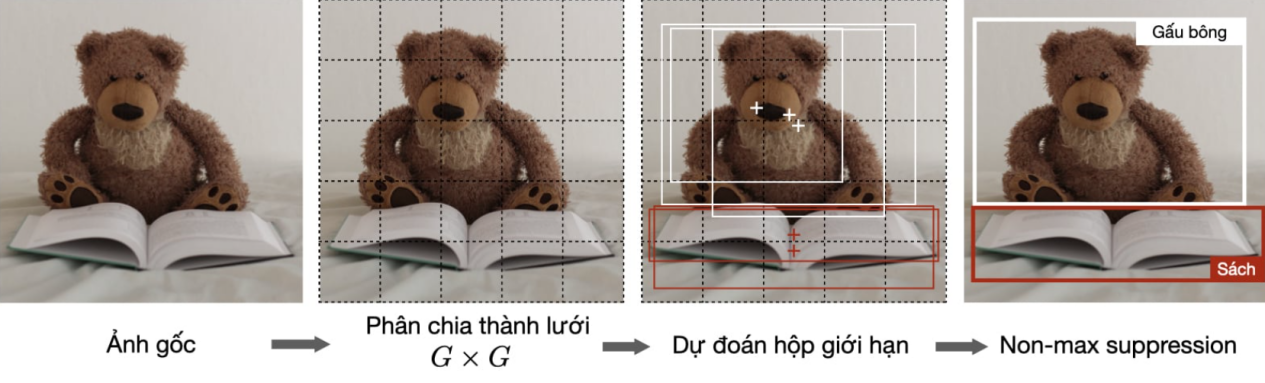 Gấu bông
Sách
Ảnh gốc
Phân chia thành lưới
G × G
Dự đoán hộp giới hạn
Non-max suppression